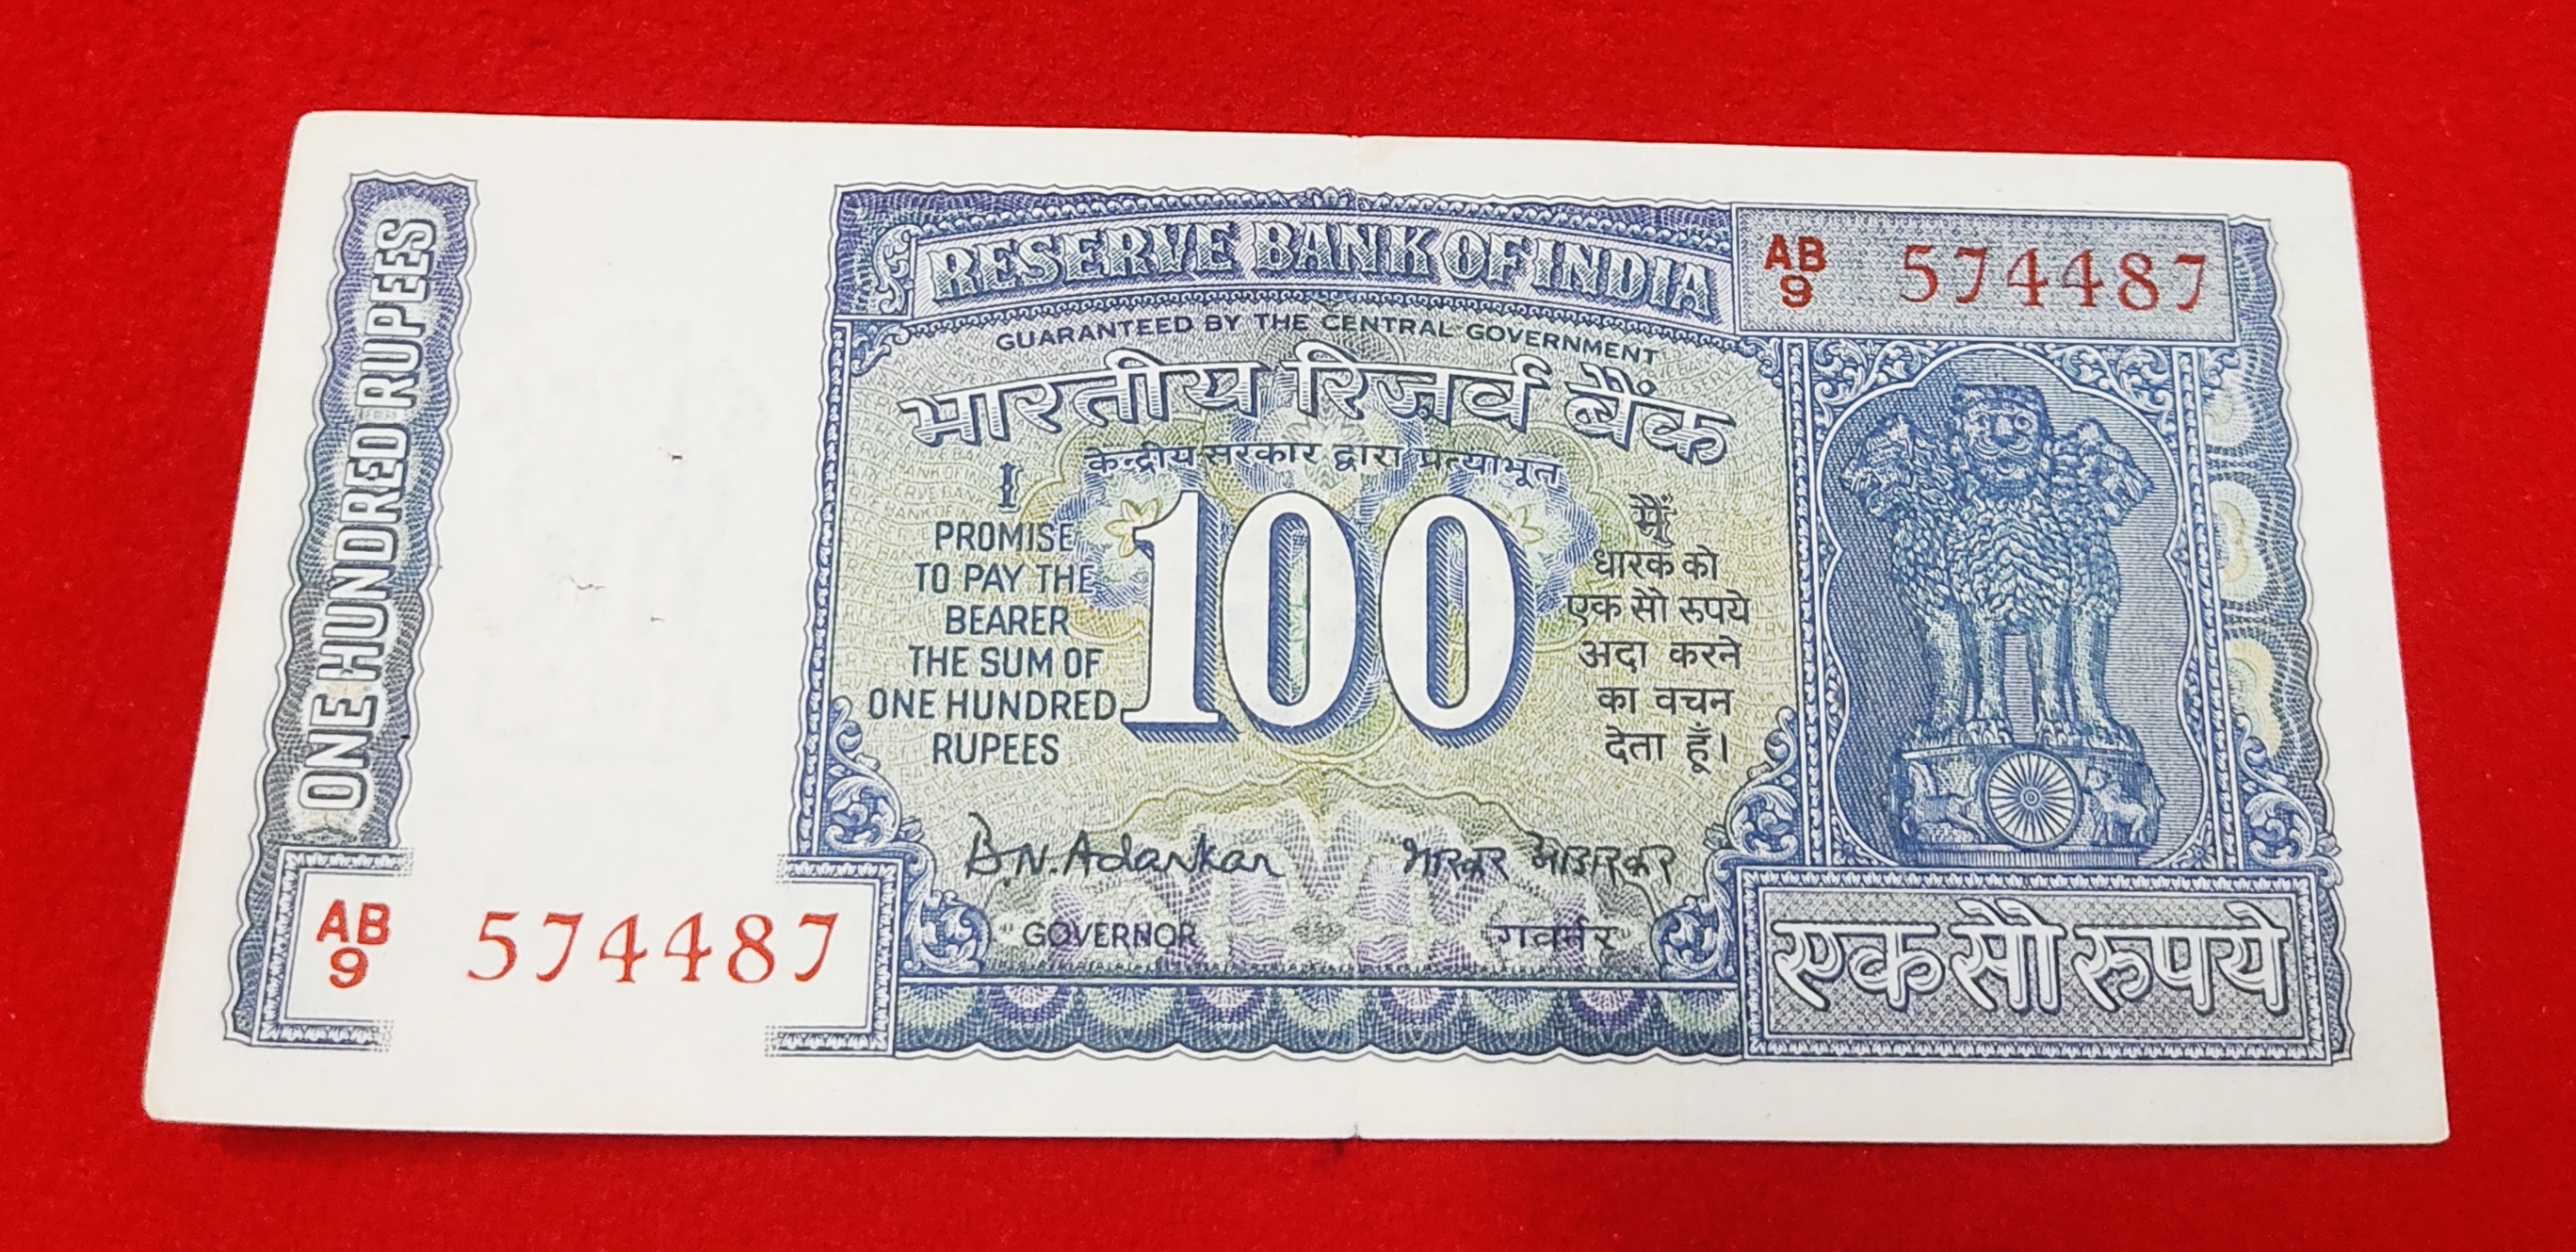 ONE HUNDRED RUPEES
RESERVE BANK OF INDIA
AB
9 574487
GUARANTEED BY THE CENTRAL GOVERNMENT
भारतीय रिज़र्व बैंक
केन्द्रीय सरकार द्वारा प्रत्याभूत
I
PROMISE
TO PAY THE
BEARER
THE SUM OF
ONE HUNDRED
RUPEES
100
मैं
धारक को
एक सौ रुपये
अदा करने
का वचन
देता हूँ।
B.N. Adarkar
भास्कर आडारकर
GOVERNOR
गवर्नर
AB
9 574487
एक सौ रुपये